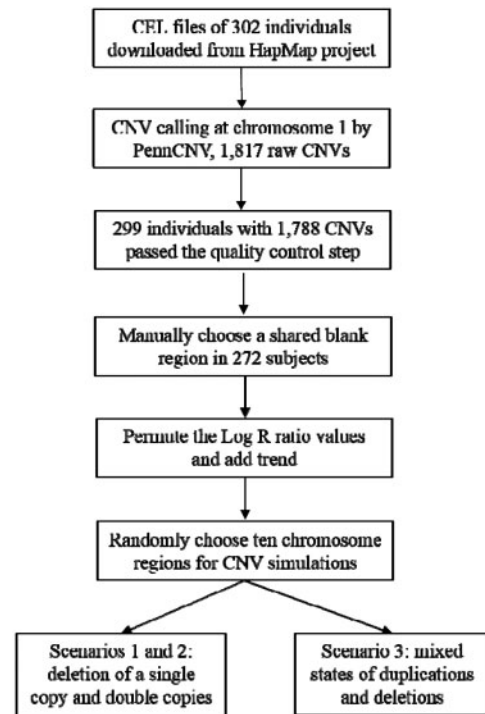 CEL files of 302 individuals
downloaded from HapMap project
CNV calling at chromosome 1 by
PennCNV, 1,817 raw CNVs
299 individuals with 1,788 CNVs
passed the quality control step
Manually choose a shared blank
region in 272 subjects
Permute the Log R ratio values
and add trend
Randomly choose ten chromosome
regions for CNV simulations
Scenarios 1 and 2:
deletion of a single
copy and double copies
Scenario 3: mixed
states of duplications
and deletions